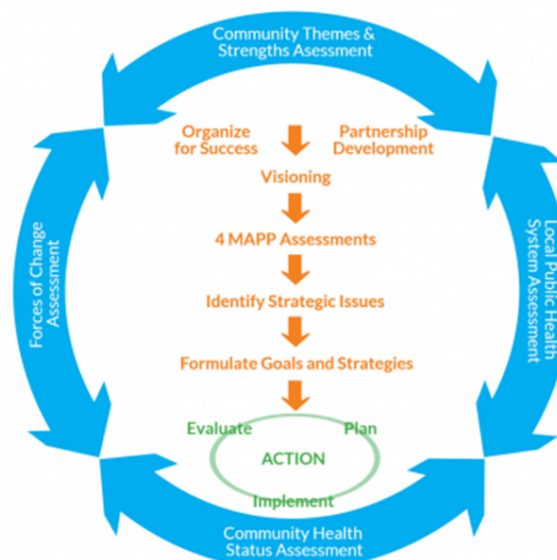 Community Themes &
Strengths Asessment
Organize
for Success
Partnership
Development
Visioning
4 MAPP Assessments
Identify Strategic Issues
Formulate Goals and Strategies
Forces of Change
Assessment
Local Public Health
System Assessment
Evaluate
Plan
ACTION
Implement
Community Health
Status Assessment